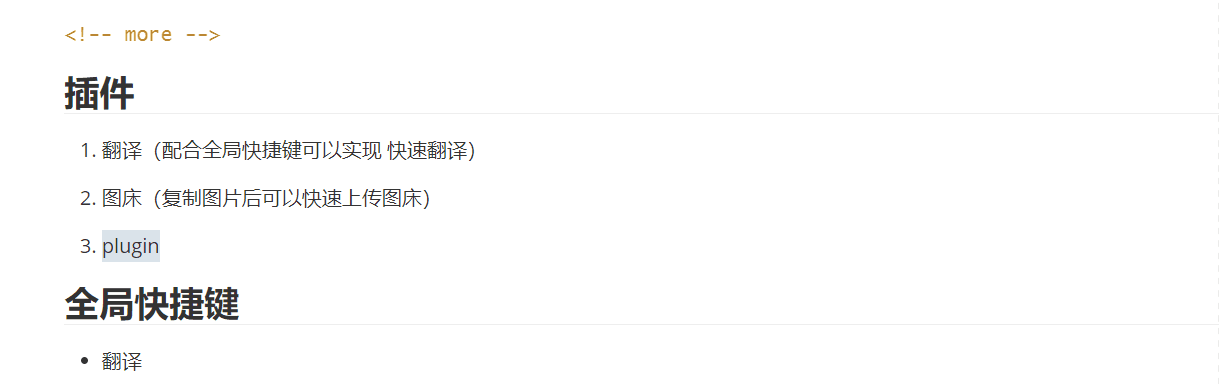 <!-- more -->
插件
1. 翻译（配合全局快捷键可以实现 快速翻译）
2. 图床（复制图片后可以快速上传图床）
3. plugin
全局快捷键
• 翻译